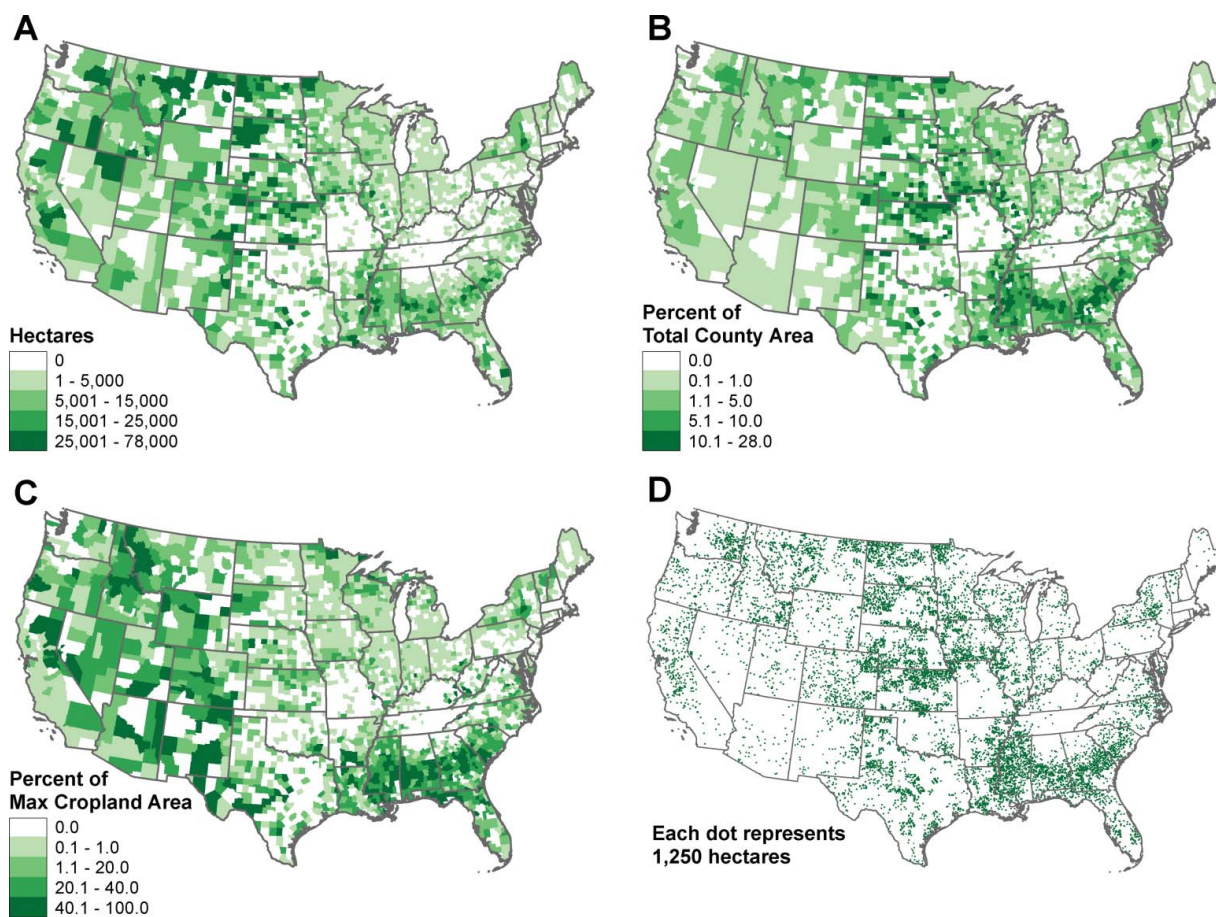 A
Hectares
0
1 - 5,000
5,001 - 15,000
15,001 - 25,000
25,001 - 78,000
B
Percent of
Total County Area
0.0
0.1 - 1.0
1.1 - 5.0
5.1 - 10.0
10.1 - 28.0
C
Percent of
Max Cropland Area
0.0
0.1 - 1.0
1.1 - 20.0
20.1 - 40.0
40.1 - 100.0
D
Each dot represents
1,250 hectares